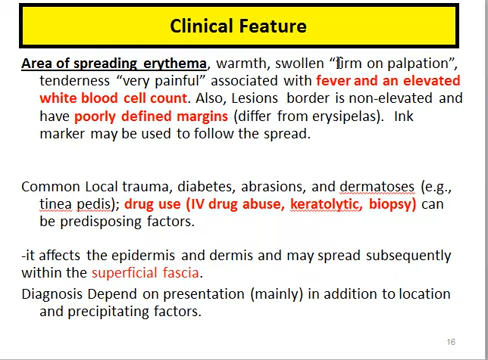 Clinical Feature
Area of spreading erythema, warmth, swollen “firm on palpation”,
tenderness “very painful” associated with fever and an elevated
white blood cell count. Also, Lesions border is non-elevated and
have poorly defined margins (differ from erysipelas). Ink
marker may be used to follow the spread.
Common Local trauma, diabetes, abrasions, and dermatoses (e.g.,
tinea pedis); drug use (IV drug abuse, keratolytic, biopsy) can
be predisposing factors.
-it affects the epidermis and dermis and may spread subsequently
within the superficial fascia.
Diagnosis Depend on presentation (mainly) in addition to location
and precipitating factors.
16